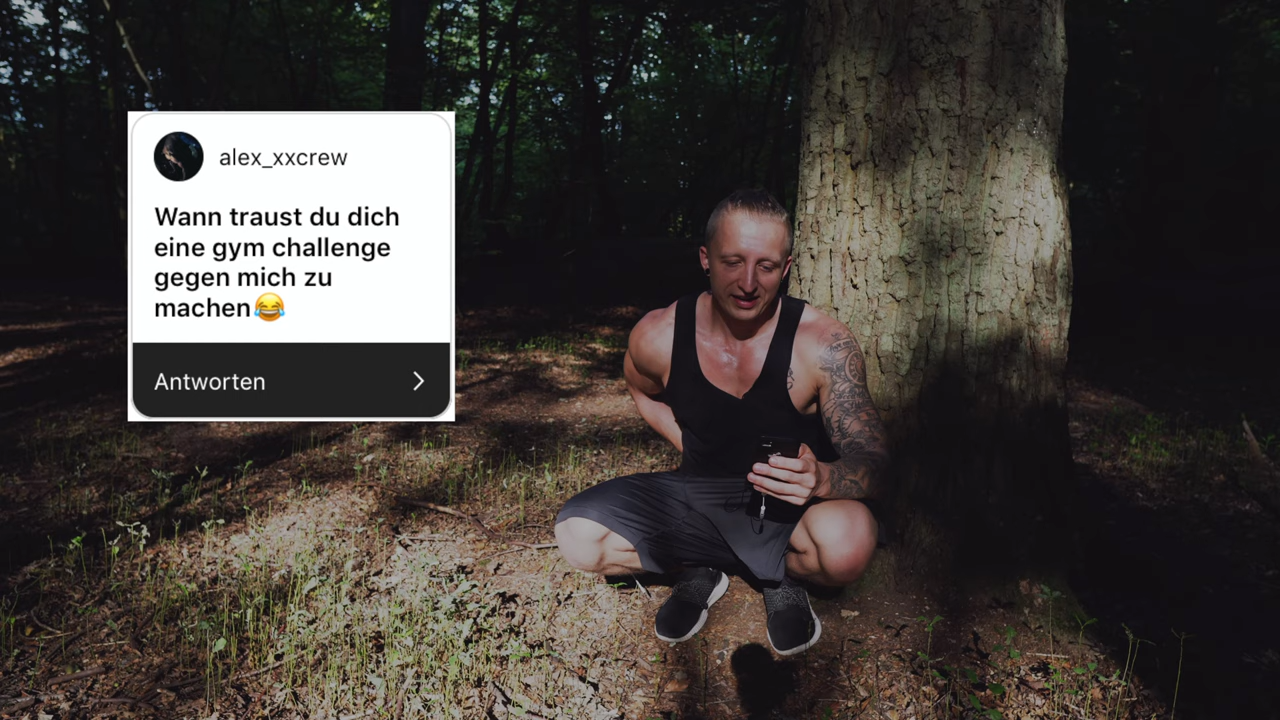 alex_xxcrew
Wann traust du dich
eine gym challenge
gegen mich zu
machen😂
Antworten